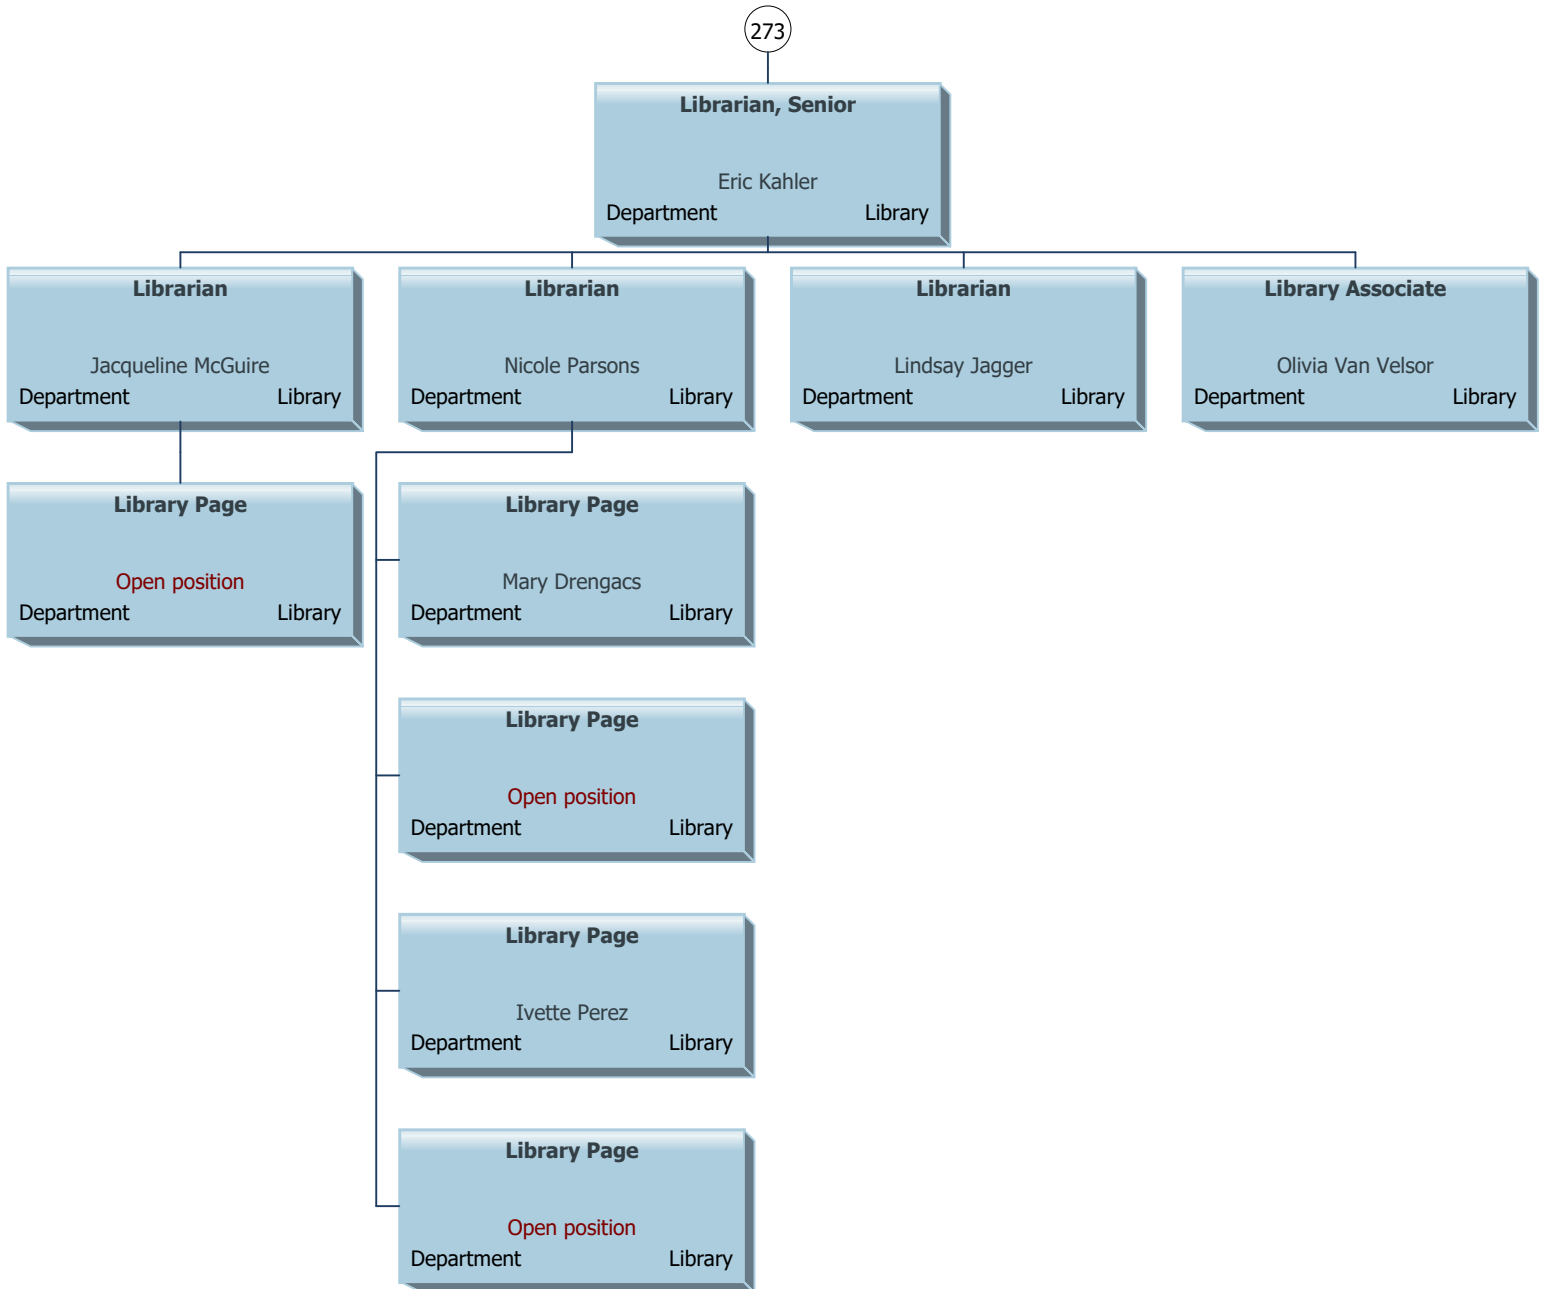 273
Librarian, Senior
Eric Kahler
Department Library
Librarian
Jacqueline McGuire
Department Library
Librarian
Nicole Parsons
Department Library
Librarian
Lindsay Jagger
Department Library
Library Associate
Olivia Van Velsor
Department Library
Library Page
Open position
Department Library
Library Page
Mary Drengacs
Department Library
Library Page
Open position
Department Library
Library Page
Ivette Perez
Department Library
Library Page
Open position
Department Library